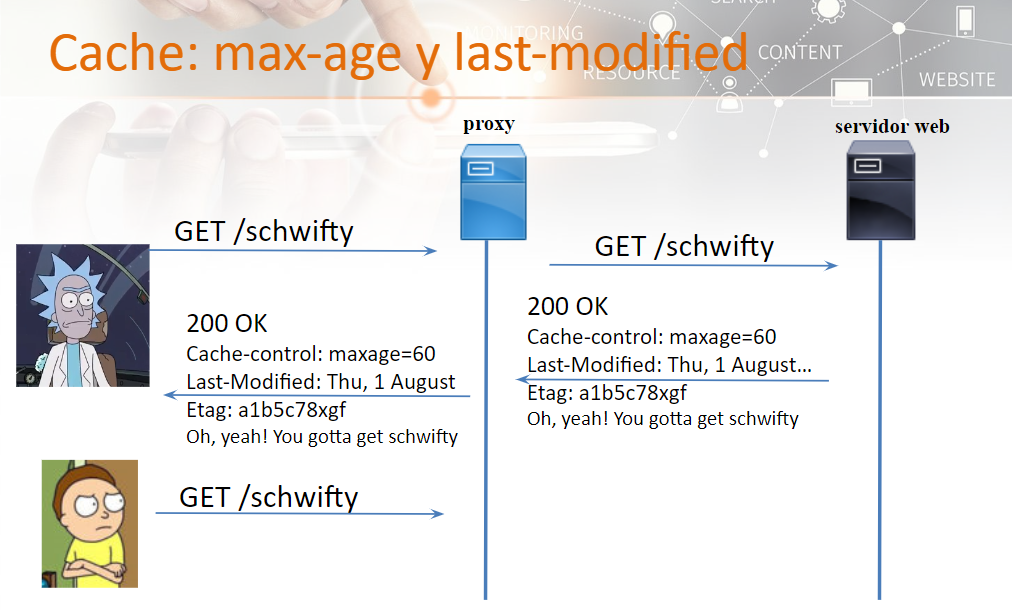 Cache: max-age y last-modified
MONITORING
SEARCH
RESOURCE
CONTENT
WEBSITE
proxy
servidor web
GET /schwifty
GET /schwifty
200 OK
Cache-control: maxage=60
Last-Modified: Thu, 1 August...
Etag: a1b5c78xgf
Oh, yeah! You gotta get schwifty
200 OK
Cache-control: maxage=60
Last-Modified: Thu, 1 August
Etag: a1b5c78xgf
Oh, yeah! You gotta get schwifty
GET /schwifty